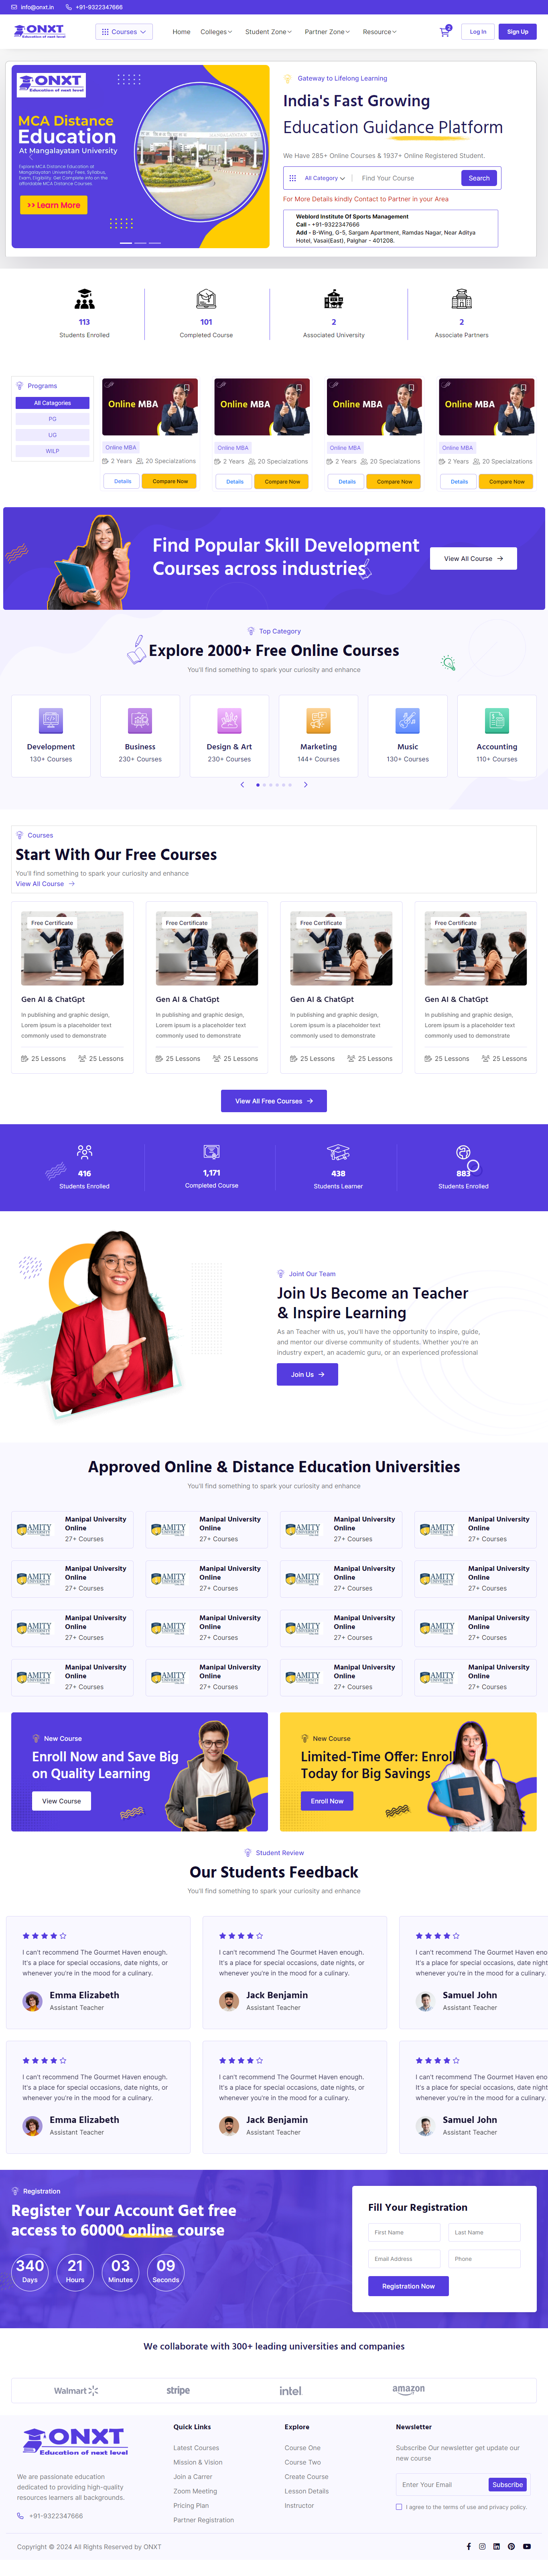 info@onxt.in +91-9322347666
ONXT
Education of next level
Courses
Home Colleges Student Zone Partner Zone Resource
2
Log In
Sign Up
ONXT
Education of next level
MCA Distance
Education
At Mangalayatan University
Explore MCA Distance Education at
Mangalayatan University. Fees, Syllabus,
Exam, Eligibility. Get Complete info on the
affordable MCA Distance Courses.
>> Learn More
Gateway to Lifelong Learning
India's Fast Growing
Education Guidance Platform
We Have 285+ Online Courses & 1937+ Online Registered Student.
All Category Find Your Course Search
For More Details kindly Contact to Partner in your Area
Weblord Institute Of Sports Management
Call - +91-9322347666
Add - B-Wing, G-5, Sargam Apartment, Ramdas Nagar, Near Aditya
Hotel, Vasai(East), Palghar - 401208.
113 101 2 2
Students Enrolled Completed Course Associated University Associate Partners
Programs
All Catagories
PG
UG
WILP
Online MBA Online MBA Online MBA Online MBA
Online MBA Online MBA Online MBA Online MBA
2 Years 20 Specialzations 2 Years 20 Specialzations 2 Years 20 Specialzations 2 Years 20 Specialzations
Details Compare Now Details Compare Now Details Compare Now Details Compare Now
Find Popular Skill Development
Courses across industries
View All Course
Top Category
Explore 2000+ Free Online Courses
You'll find something to spark your curiosity and enhance
Development Business Design & Art Marketing Music Accounting
130+ Courses 230+ Courses 230+ Courses 144+ Courses 130+ Courses 110+ Courses
Courses
Start With Our Free Courses
You'll find something to spark your curiosity and enhance
View All Course
Free Certificate Free Certificate Free Certificate Free Certificate
Gen AI & ChatGpt Gen AI & ChatGpt Gen AI & ChatGpt Gen AI & ChatGpt
In publishing and graphic design, In publishing and graphic design, In publishing and graphic design, In publishing and graphic design,
Lorem ipsum is a placeholder text Lorem ipsum is a placeholder text Lorem ipsum is a placeholder text Lorem ipsum is a placeholder text
commonly used to demonstrate commonly used to demonstrate commonly used to demonstrate commonly used to demonstrate
25 Lessons 25 Lessons 25 Lessons 25 Lessons 25 Lessons 25 Lessons 25 Lessons 25 Lessons
View All Free Courses
416 1,171 438 883
Students Enrolled Completed Course Students Learner Students Enrolled
Joint Our Team
Join Us Become an Teacher
& Inspire Learning
As an Teacher with us, you'll have the opportunity to inspire, guide,
and mentor our diverse community of students. Whether you're an
industry expert, an academic guru, or an experienced professional
Join Us
Approved Online & Distance Education Universities
You'll find something to spark your curiosity and enhance
AMITY UNIVERSITY Manipal University Online 27+ Courses AMITY UNIVERSITY Manipal University Online 27+ Courses AMITY UNIVERSITY Manipal University Online 27+ Courses AMITY UNIVERSITY Manipal University Online 27+ Courses
AMITY UNIVERSITY Manipal University Online 27+ Courses AMITY UNIVERSITY Manipal University Online 27+ Courses AMITY UNIVERSITY Manipal University Online 27+ Courses AMITY UNIVERSITY Manipal University Online 27+ Courses
AMITY UNIVERSITY Manipal University Online 27+ Courses AMITY UNIVERSITY Manipal University Online 27+ Courses AMITY UNIVERSITY Manipal University Online 27+ Courses AMITY UNIVERSITY Manipal University Online 27+ Courses
AMITY UNIVERSITY Manipal University Online 27+ Courses AMITY UNIVERSITY Manipal University Online 27+ Courses AMITY UNIVERSITY Manipal University Online 27+ Courses AMITY UNIVERSITY Manipal University Online 27+ Courses
New Course
Enroll Now and Save Big
on Quality Learning
View Course
New Course
Limited-Time Offer: Enroll
Today for Big Savings
Enroll Now
Student Review
Our Students Feedback
You'll find something to spark your curiosity and enhance
I can't recommend The Gourmet Haven enough. I can't recommend The Gourmet Haven enough. I can't recommend The Gourmet Haven eno
It's a place for special occasions, date nights, or It's a place for special occasions, date nights, or It's a place for special occasions, date night
whenever you're in the mood for a culinary. whenever you're in the mood for a culinary. whenever you're in the mood for a culinary.
Emma Elizabeth Jack Benjamin Samuel John
Assistant Teacher Assistant Teacher Assistant Teacher
I can't recommend The Gourmet Haven enough. I can't recommend The Gourmet Haven enough. I can't recommend The Gourmet Haven eno
It's a place for special occasions, date nights, or It's a place for special occasions, date nights, or It's a place for special occasions, date night
whenever you're in the mood for a culinary. whenever you're in the mood for a culinary. whenever you're in the mood for a culinary.
Emma Elizabeth Jack Benjamin Samuel John
Assistant Teacher Assistant Teacher Assistant Teacher
Registration
Register Your Account Get free
access to 60000 online course
340 21 03 09
Days Hours Minutes Seconds
Fill Your Registration
First Name Last Name
Email Address Phone
Registration Now
We collaborate with 300+ leading universities and companies
Walmart stripe intel amazon
ONXT
Education of next level
We are passionate education
dedicated to providing high-quality
resources learners all backgrounds.
+91-9322347666
Quick Links
Latest Courses
Mission & Vision
Join a Carrer
Zoom Meeting
Pricing Plan
Partner Registration
Explore
Course One
Course Two
Create Course
Lesson Details
Instructor
Newsletter
Subscribe Our newsletter get update our
new course
Enter Your Email Subscribe
I agree to the terms of use and privacy policy.
Copyright © 2024 All Rights Reserved by ONXT